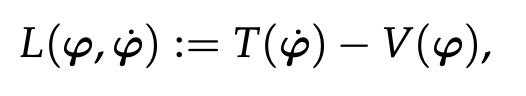 L(𝝋, 𝝋̇) := T(𝝋̇) − V(𝝋),